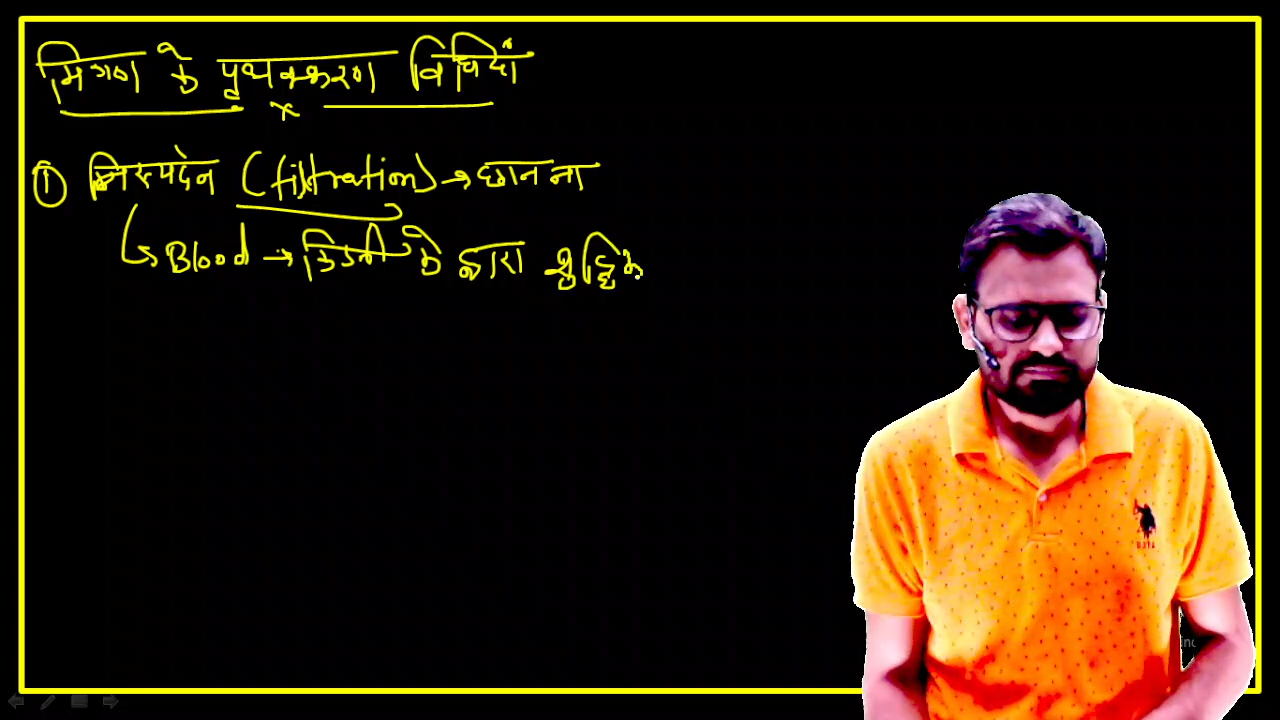 मिश्रण के पृथक्करण विधियाँ
① निस्यंदन (filtration) → छानना
↳ Blood → किडनी के द्वारा शुद्धिक